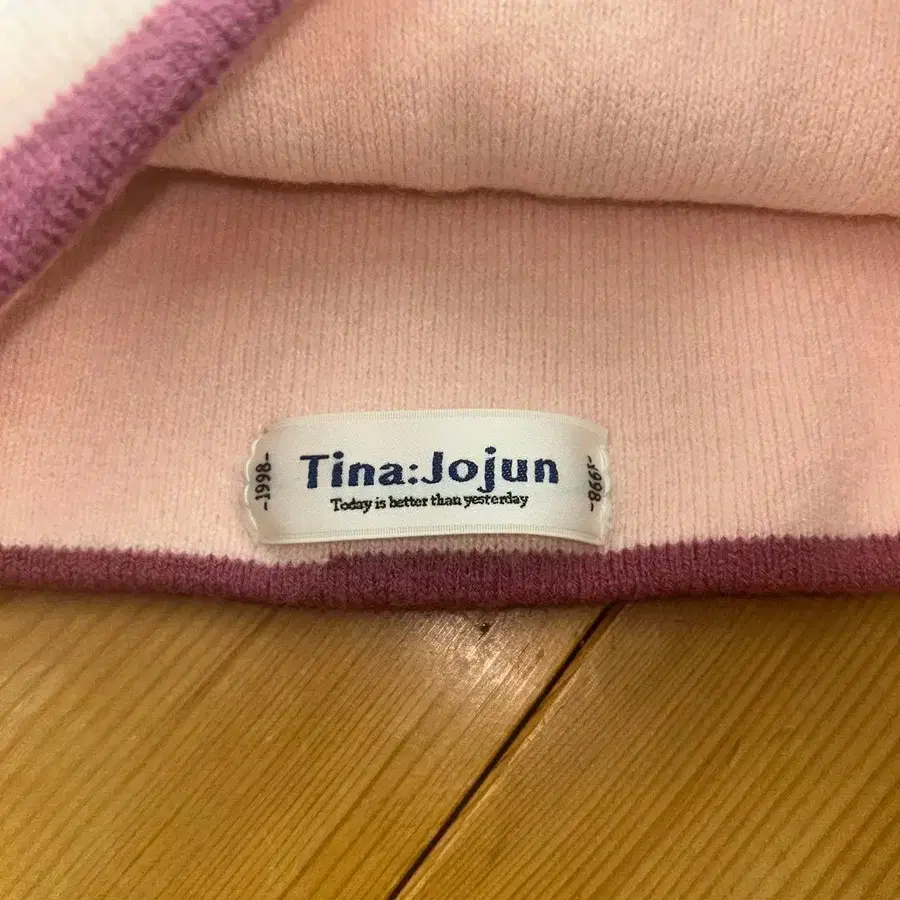 -1998-
Tina:Jojun
Today is better than yesterday
-1998-